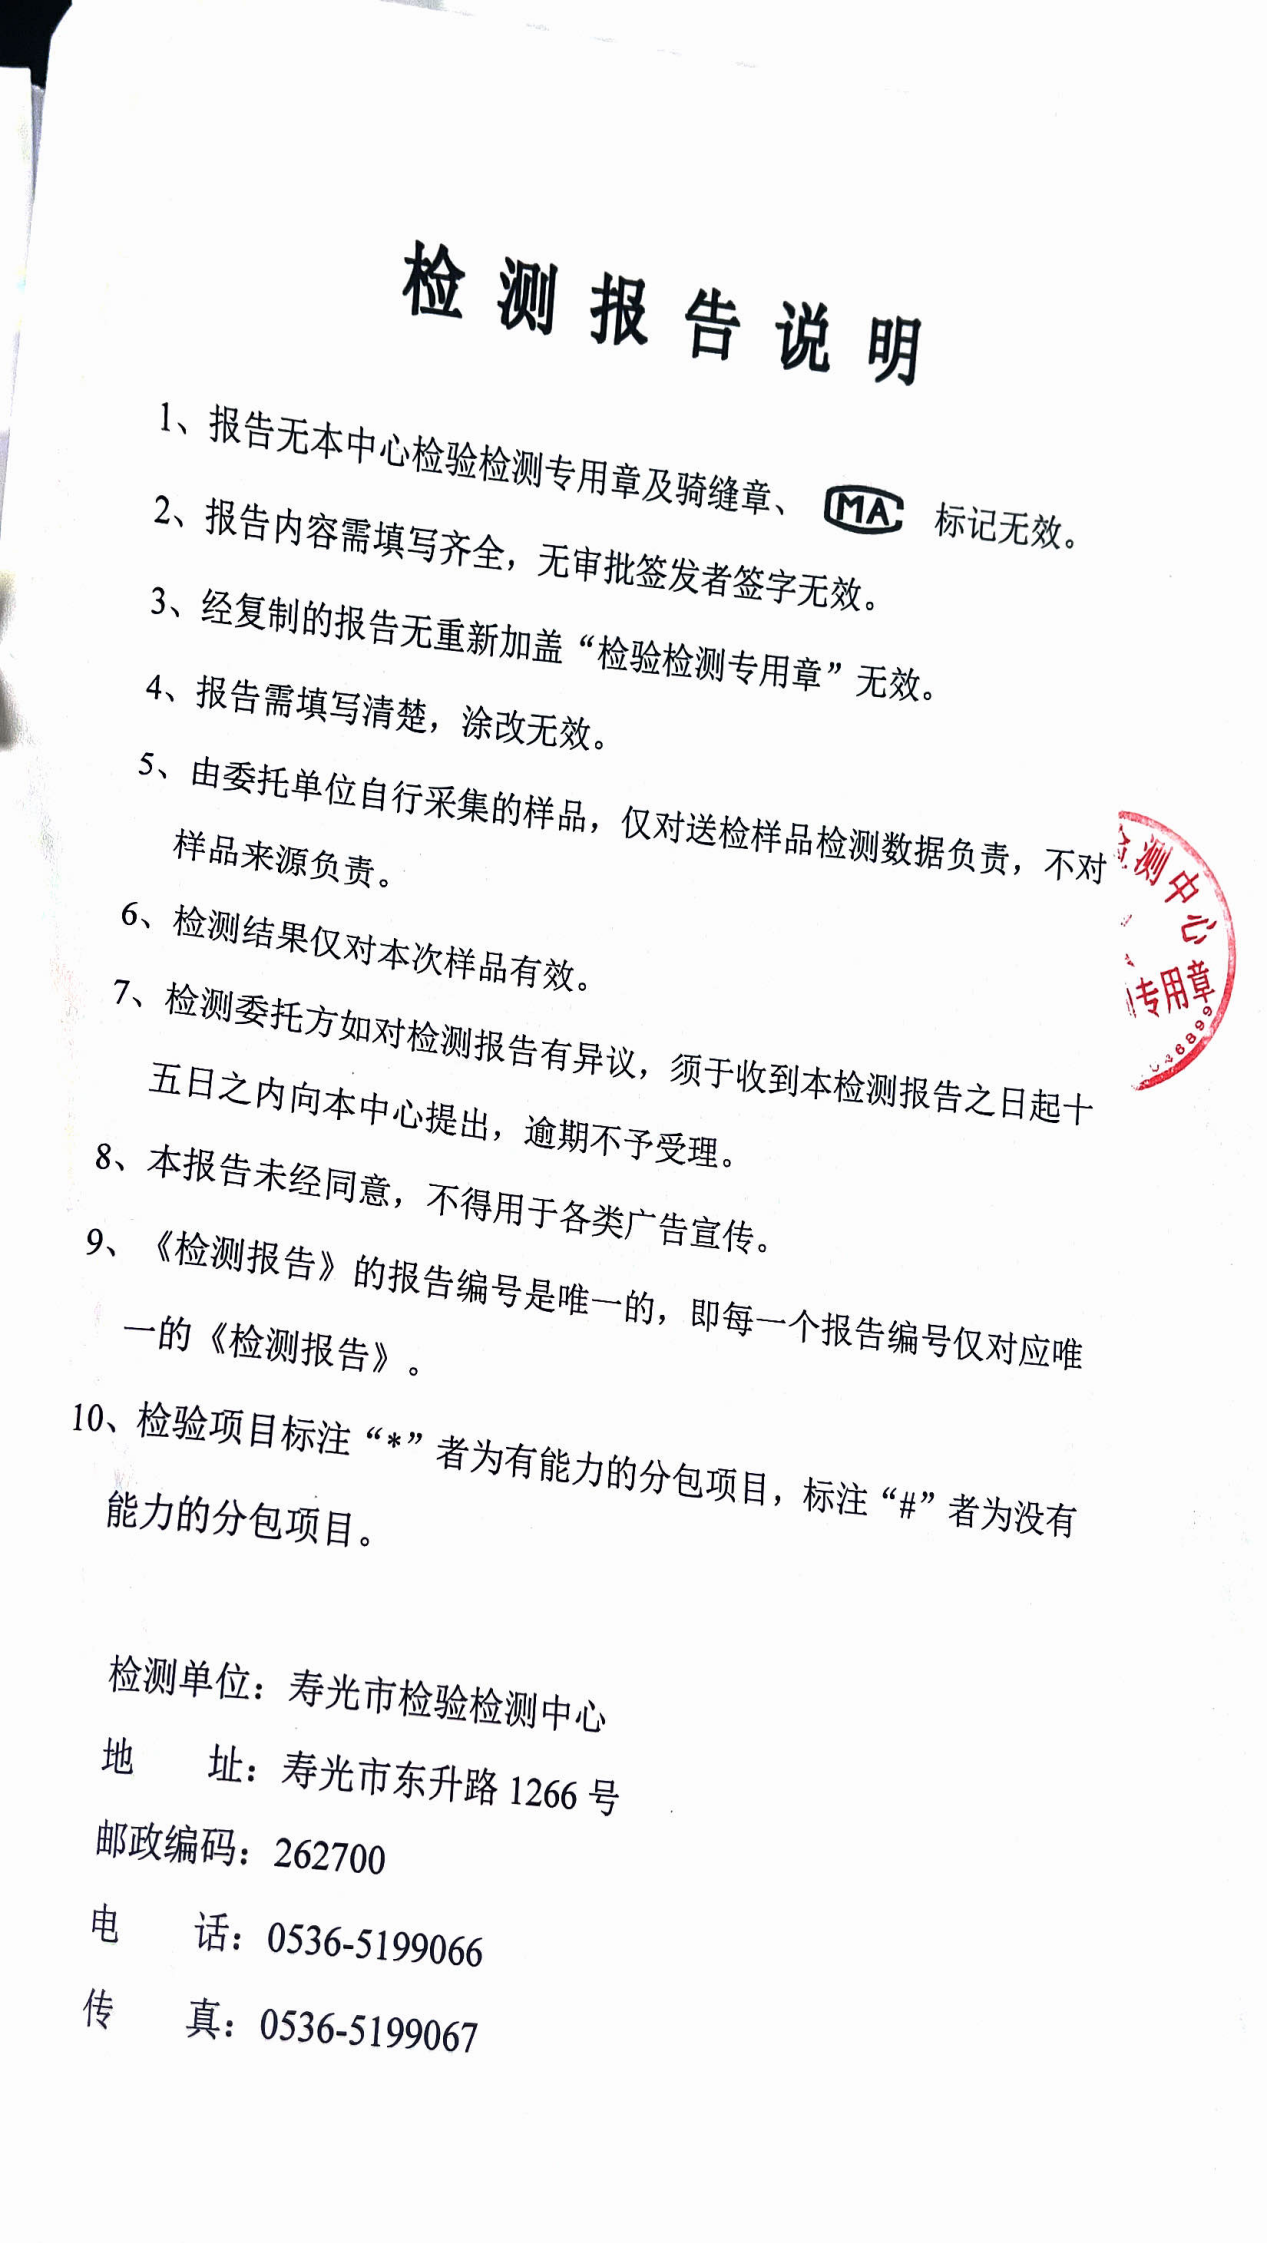 检测报告说明
1、报告无本中心检验检测专用章及骑缝章、 MA 标记无效。
2、报告内容需填写齐全，无审批签发者签字无效。
3、经复制的报告无重新加盖“检验检测专用章”无效。
4、报告需填写清楚，涂改无效。
5、由委托单位自行采集的样品，仅对送检样品检测数据负责，不对
样品来源负责。
6、检测结果仅对本次样品有效。
7、检测委托方如对检测报告有异议，须于收到本检测报告之日起十
五日之内向本中心提出，逾期不予受理。
8、本报告未经同意，不得用于各类广告宣传。
9、《检测报告》的报告编号是唯一的，即每一个报告编号仅对应唯
一的《检测报告》。
10、检验项目标注“*”者为有能力的分包项目，标注“#”者为没有
能力的分包项目。
测中心
专用章
6899
检测单位：寿光市检验检测中心
地 址：寿光市东升路 1266 号
邮政编码：262700
电 话：0536-5199066
传 真：0536-5199067